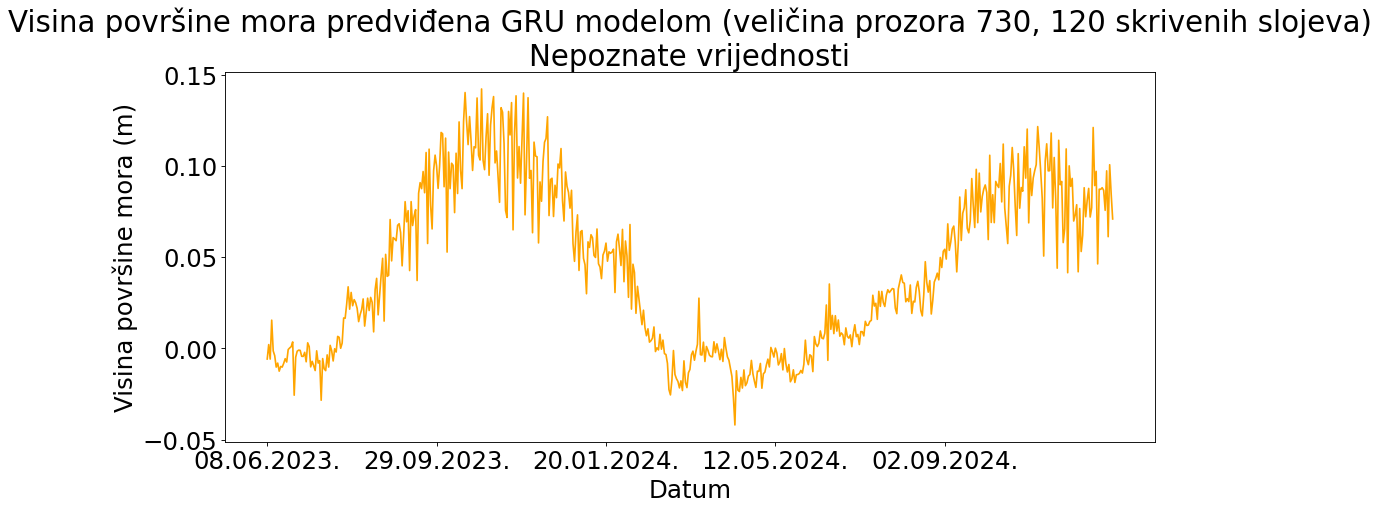 Visina površine mora predviđena GRU modelom (veličina prozora 730, 120 skrivenih slojeva)
Nepoznate vrijednosti
Visina površine mora (m)
0.15
0.10
0.05
0.00
−0.05
08.06.2023. 29.09.2023. 20.01.2024. 12.05.2024. 02.09.2024.
Datum